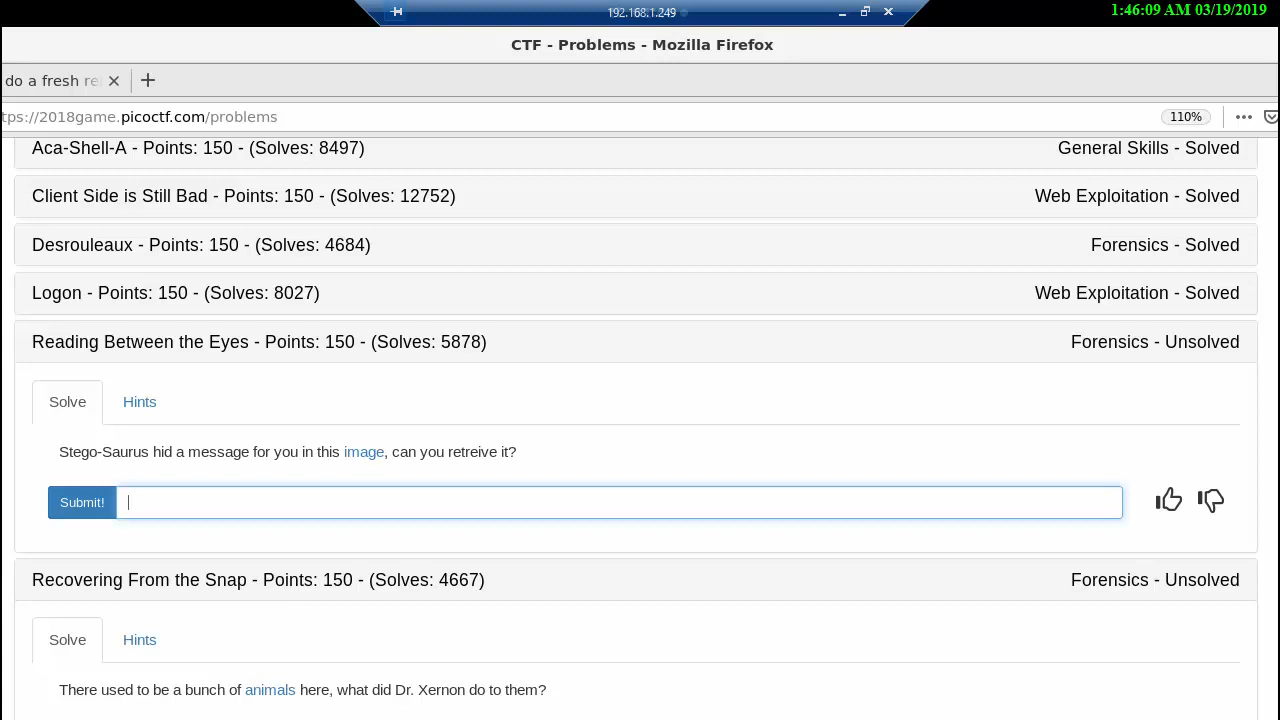 192.168.1.249
1:46:09 AM 03/19/2019
CTF - Problems - Mozilla Firefox
do a fresh re
tps://2018game.picoctf.com/problems
110%
Aca-Shell-A - Points: 150 - (Solves: 8497) General Skills - Solved
Client Side is Still Bad - Points: 150 - (Solves: 12752) Web Exploitation - Solved
Desrouleaux - Points: 150 - (Solves: 4684) Forensics - Solved
Logon - Points: 150 - (Solves: 8027) Web Exploitation - Solved
Reading Between the Eyes - Points: 150 - (Solves: 5878) Forensics - Unsolved
Solve Hints
Stego-Saurus hid a message for you in this image, can you retreive it?
Submit!
Recovering From the Snap - Points: 150 - (Solves: 4667) Forensics - Unsolved
Solve Hints
There used to be a bunch of animals here, what did Dr. Xernon do to them?